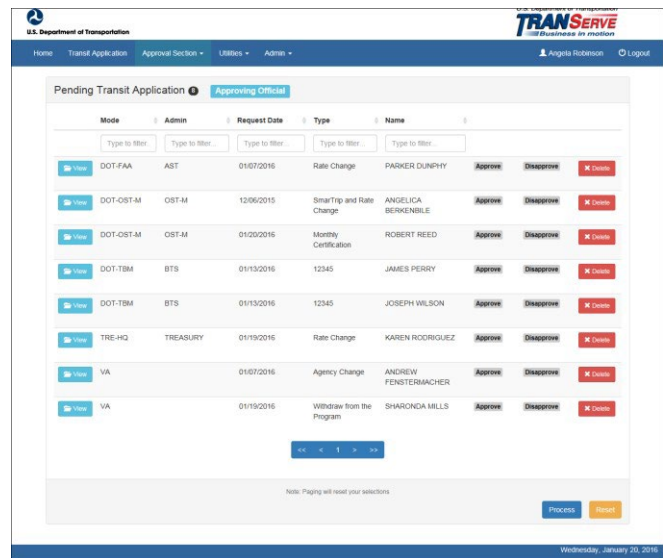 U.S. Department of Transportation
U.S. Department of Transportation
TRANSERVE
Business in motion
Home Transit Application Approval Section Utilities Admin Angela Robinson Logout
Pending Transit Application 8 Approving Official
Mode Admin Request Date Type Name
Type to filter... Type to filter... Type to filter... Type to filter... Type to filter...
View DOT-FAA AST 01/07/2016 Rate Change PARKER DUNPHY Approve Disapprove Delete
View DOT-OST-M OST-M 12/06/2015 SmarTrip and Rate ANGELICA Approve Disapprove Delete
Change BERKENBILE
View DOT-OST-M OST-M 01/20/2016 Monthly ROBERT REED Approve Disapprove Delete
Certification
View DOT-TBM BTS 01/13/2016 12345 JAMES PERRY Approve Disapprove Delete
View DOT-TBM BTS 01/13/2016 12345 JOSEPH WILSON Approve Disapprove Delete
View TRE-HQ TREASURY 01/19/2016 Rate Change KAREN RODRIGUEZ Approve Disapprove Delete
View VA 01/07/2016 Agency Change ANDREW Approve Disapprove Delete
FENSTERMACHER
View VA 01/19/2016 Withdraw from the SHARONDA MILLS Approve Disapprove Delete
Program
<< < 1 > >>
Note: Paging will reset your selections
Process Reset
Wednesday, January 20, 2016